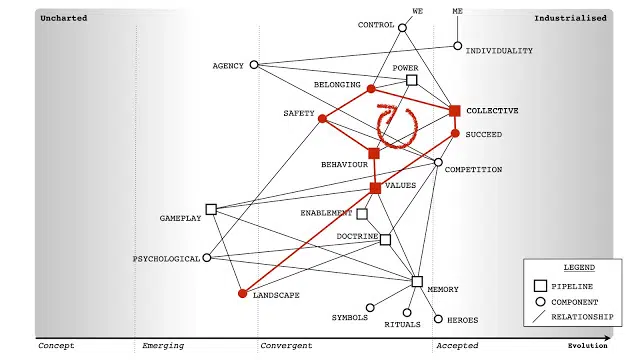 WE ME
Uncharted
Industrialised
CONTROL
INDIVIDUALITY
AGENCY
POWER
BELONGING
COLLECTIVE
SAFETY
SUCCEED
BEHAVIOUR
COMPETITION
VALUES
GAMEPLAY
ENABLEMENT
DOCTRINE
PSYCHOLOGICAL
MEMORY
LANDSCAPE
SYMBOLS
RITUALS
HEROES
LEGEND
PIPELINE
COMPONENT
RELATIONSHIP
Concept
Emerging
Convergent
Accepted
Evolution